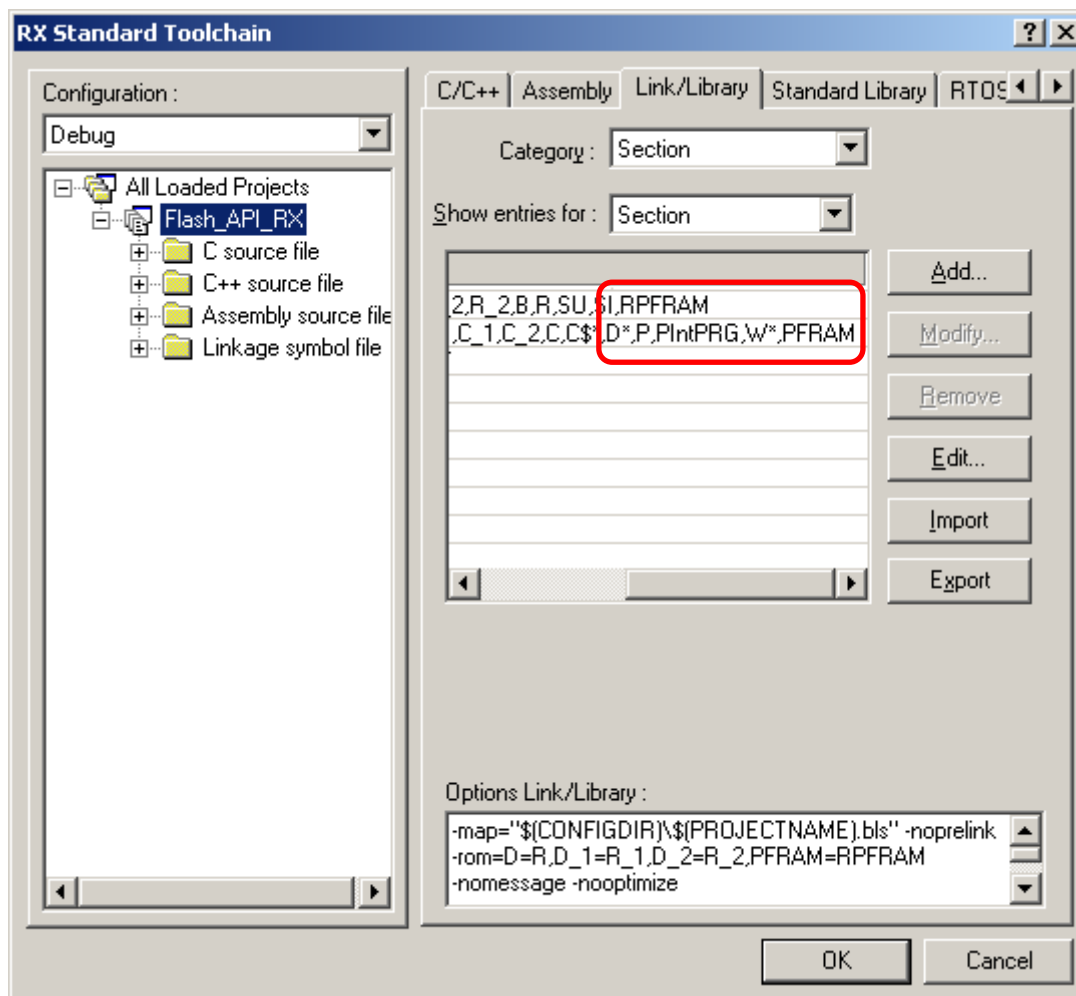 RX Standard Toolchain
Configuration :
Debug
All Loaded Projects
Flash_API_RX
C source file
C++ source file
Assembly source file
Linkage symbol file
C/C++ Assembly Link/Library Standard Library RTOS
Category : Section
Show entries for : Section
2,R_2,B,R,SU,SI,RPFRAM
,C_1,C_2,C,C$*,D*,P,PIntPRG,W*,PFRAM
Add...
Modify...
Remove
Edit...
Import
Export
Options Link/Library :
-map="$(CONFIGDIR)\$(PROJECTNAME).bls" -noprelink
-rom=D=R,D_1=R_1,D_2=R_2,PFRAM=RPFRAM
-nomessage -nooptimize
OK Cancel